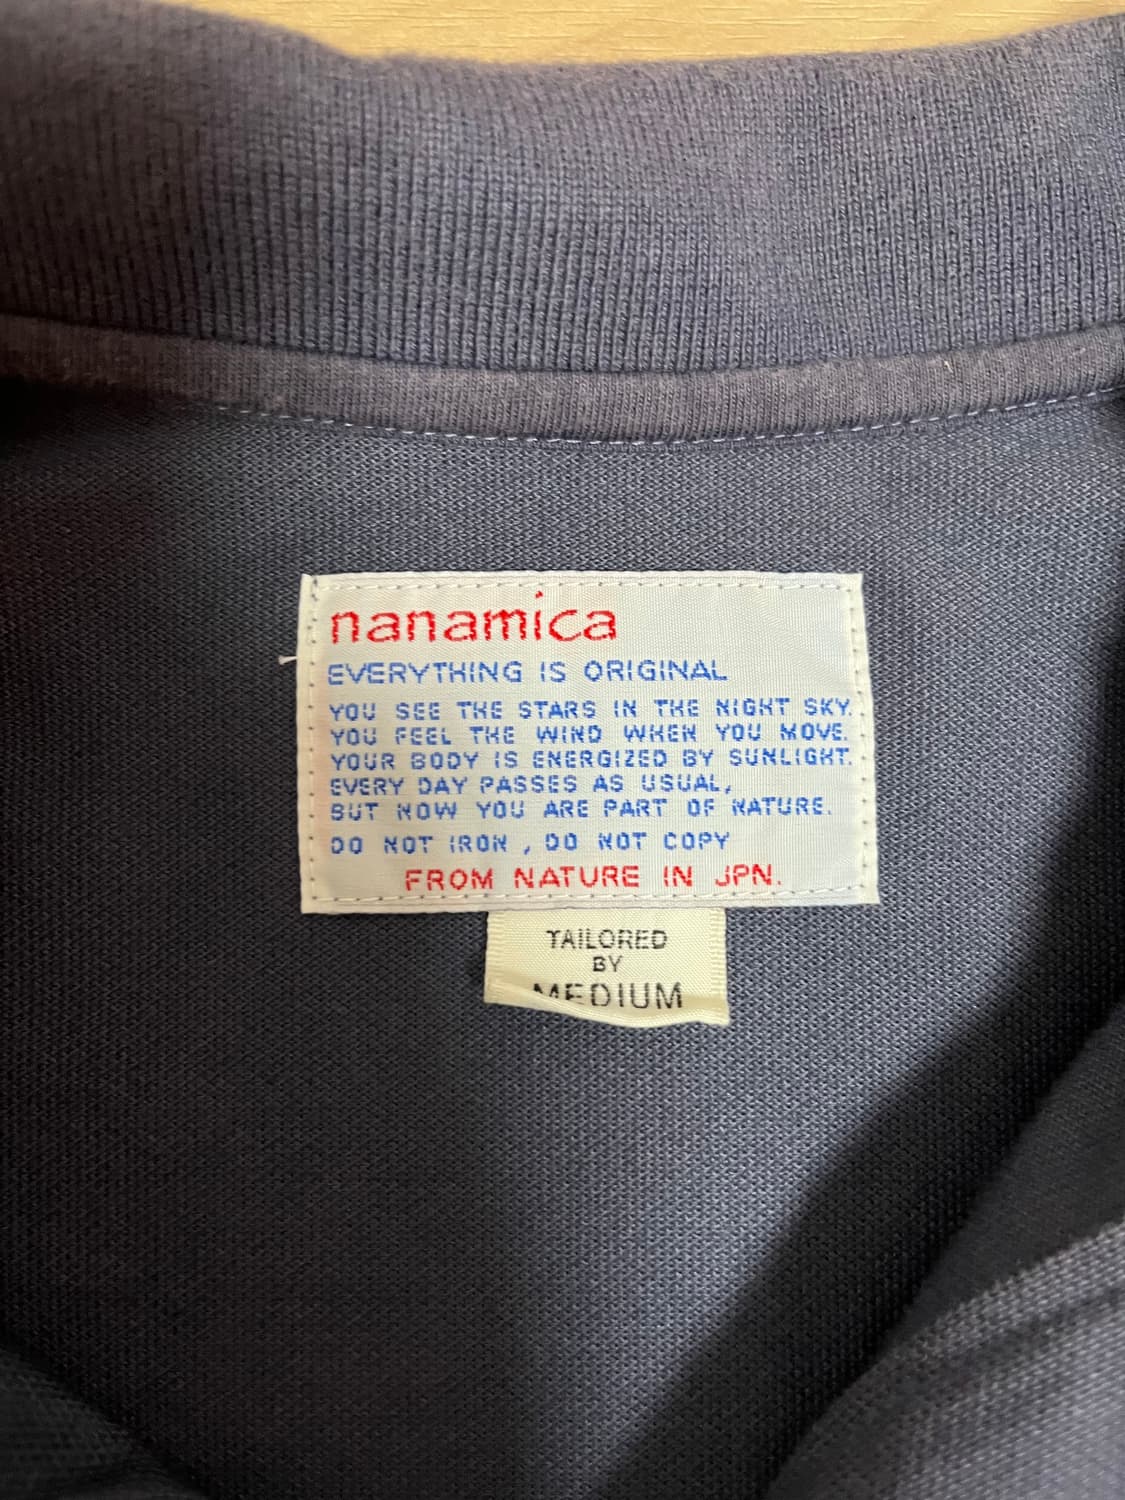 nanamica
EVERYTHING IS ORIGINAL
YOU SEE THE STARS IN THE NIGHT SKY.
YOU FEEL THE WIND WHEN YOU MOVE.
YOUR BODY IS ENERGIZED BY SUNLIGHT.
EVERY DAY PASSES AS USUAL,
BUT NOW YOU ARE PART OF NATURE.
DO NOT IRON , DO NOT COPY
FROM NATURE IN JPN.
TAILORED
BY
MEDIUM